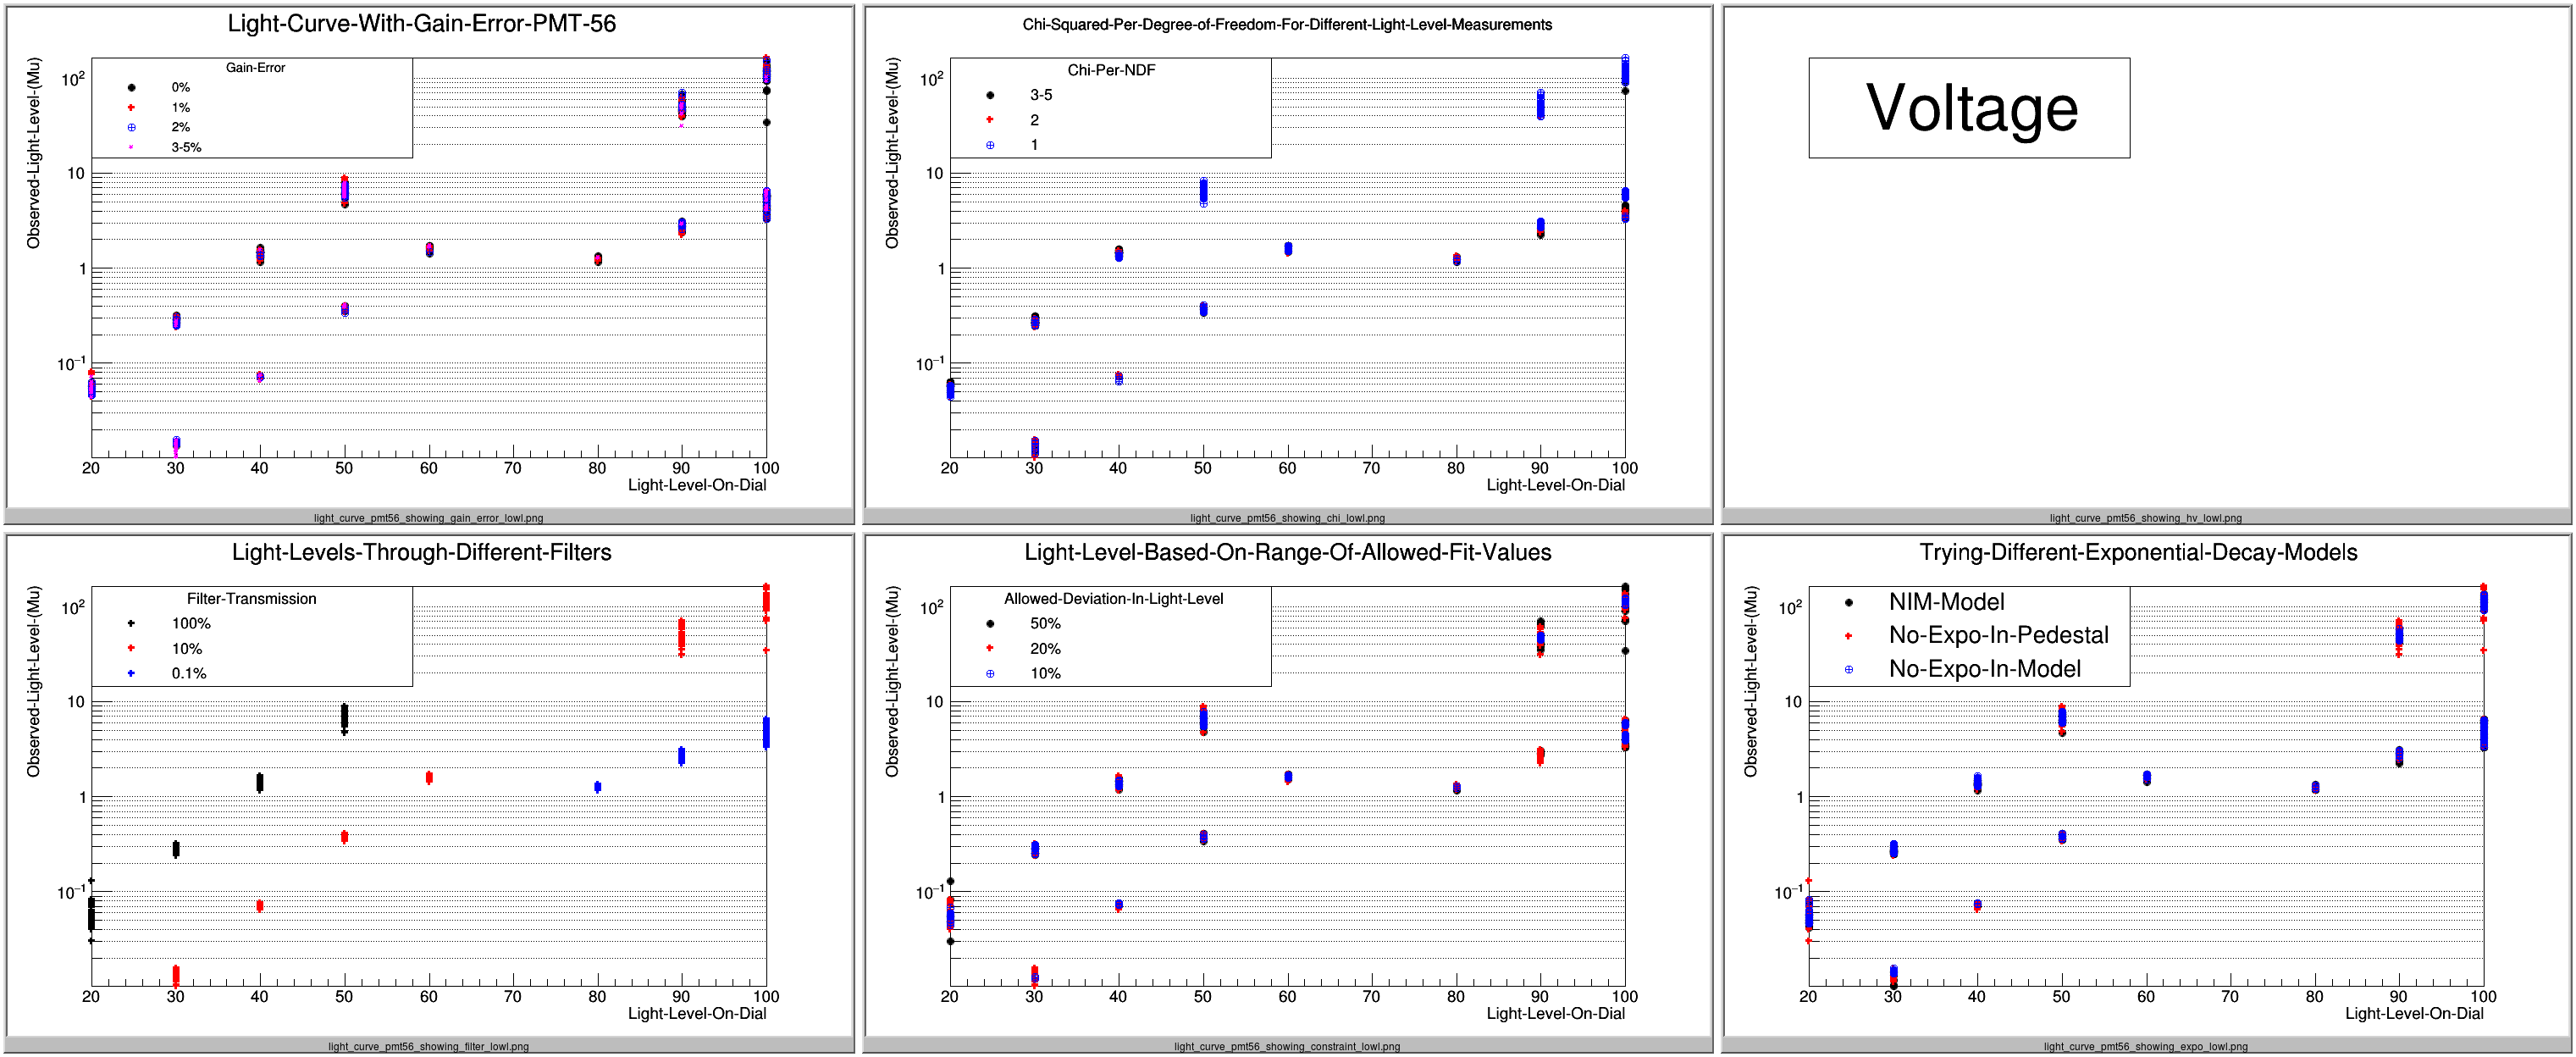 Light-Curve-With-Gain-Error-PMT-56
Observed-Light-Level-(Mu)
Gain-Error
0%
1%
2%
3-5%
10²
10
1
10⁻¹
20 30 40 50 60 70 80 90 100
Light-Level-On-Dial
light_curve_pmt56_showing_gain_error_lowl.png
Chi-Squared-Per-Degree-of-Freedom-For-Different-Light-Level-Measurements
Observed-Light-Level-(Mu)
Chi-Per-NDF
3-5
2
1
10²
10
1
10⁻¹
20 30 40 50 60 70 80 90 100
Light-Level-On-Dial
light_curve_pmt56_showing_chi_lowl.png
Voltage
light_curve_pmt56_showing_hv_lowl.png
Light-Levels-Through-Different-Filters
Observed-Light-Level-(Mu)
Filter-Transmission
100%
10%
0.1%
10²
10
1
10⁻¹
20 30 40 50 60 70 80 90 100
Light-Level-On-Dial
light_curve_pmt56_showing_filter_lowl.png
Light-Level-Based-On-Range-Of-Allowed-Fit-Values
Observed-Light-Level-(Mu)
Allowed-Deviation-In-Light-Level
50%
20%
10%
10²
10
1
10⁻¹
20 30 40 50 60 70 80 90 100
Light-Level-On-Dial
light_curve_pmt56_showing_constraint_lowl.png
Trying-Different-Exponential-Decay-Models
Observed-Light-Level-(Mu)
NIM-Model
No-Expo-In-Pedestal
No-Expo-In-Model
10²
10
1
10⁻¹
20 30 40 50 60 70 80 90 100
Light-Level-On-Dial
light_curve_pmt56_showing_expo_lowl.png